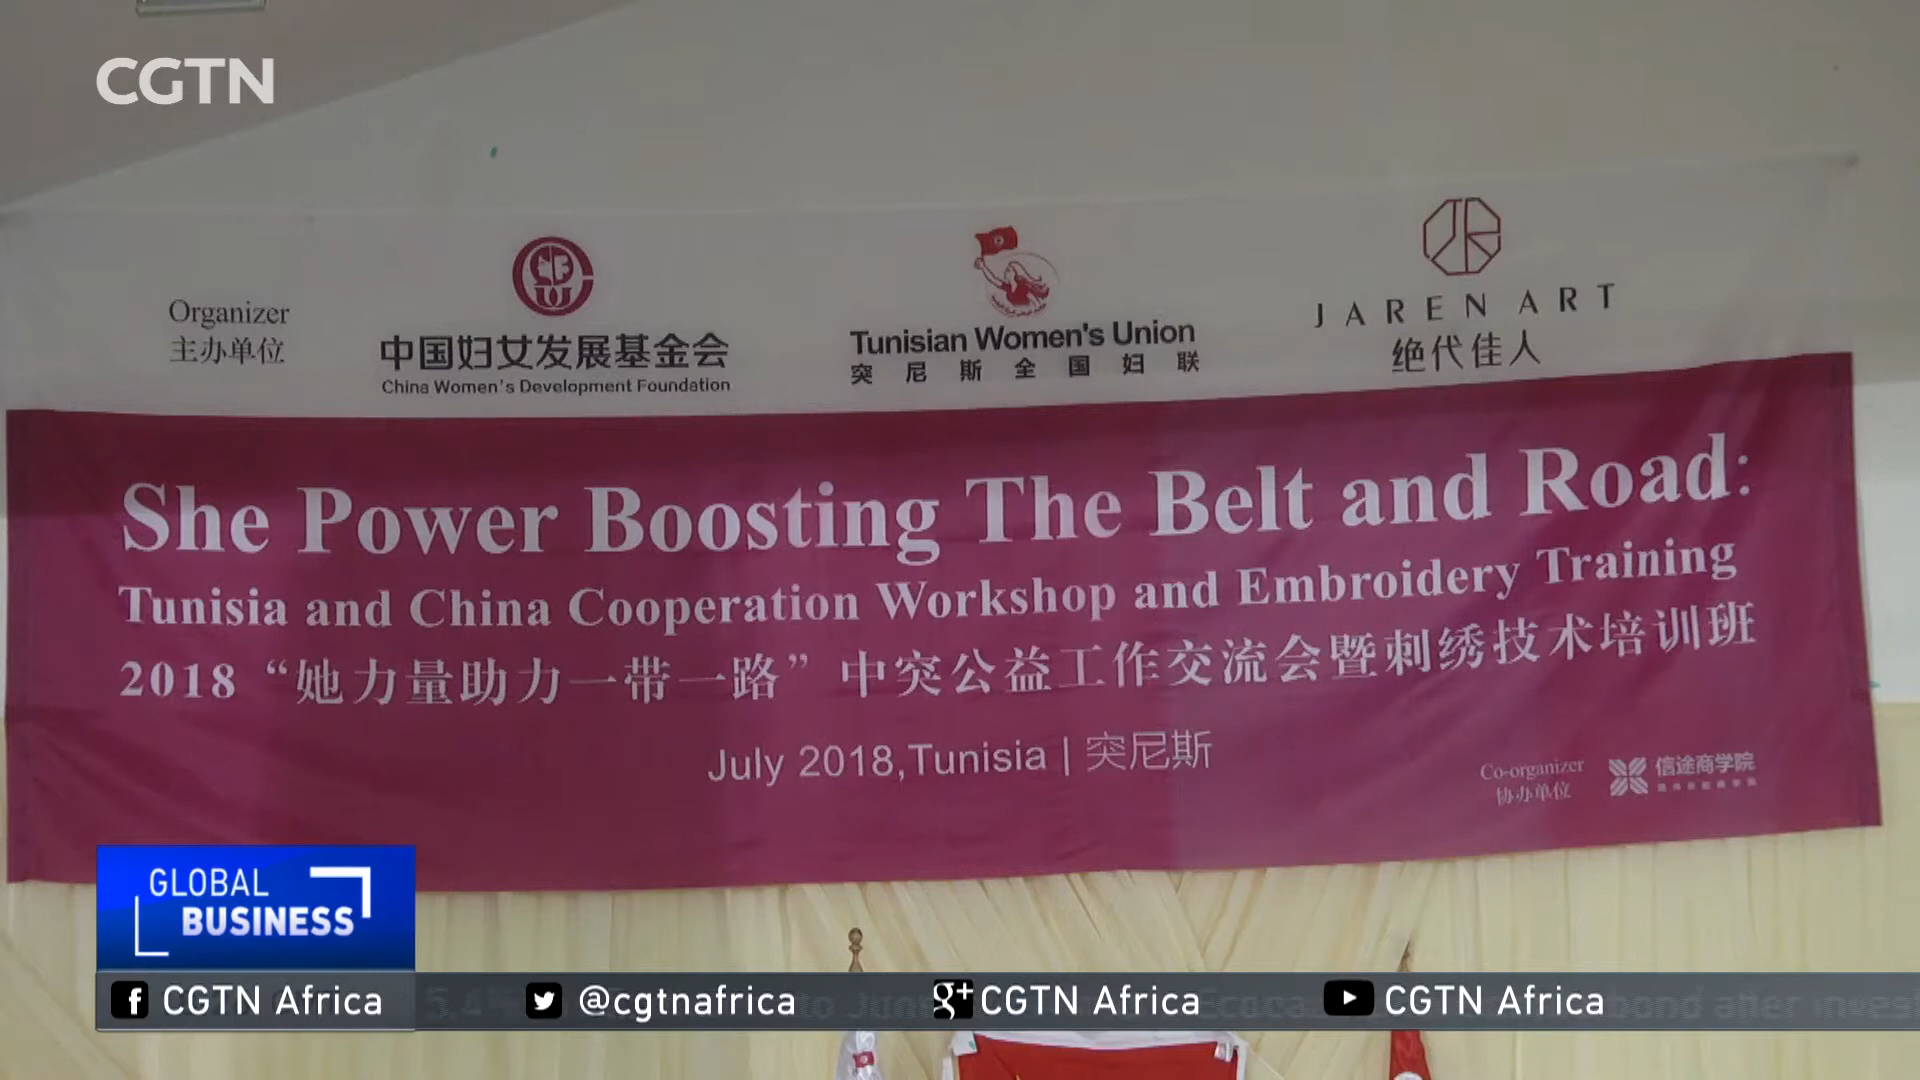 CGTN
Organizer
主办单位
中国妇女发展基金会
China Women's Development Foundation
Tunisian Women's Union
突尼斯全国妇联
JAREN ART
绝代佳人
She Power Boosting The Belt and Road:
Tunisia and China Cooperation Workshop and Embroidery Training
2018 “她力量助力一带一路” 中突公益工作交流会暨刺绣技术培训班
July 2018,Tunisia | 突尼斯
Co-organizer
协办单位
信途商学院
GLOBAL
BUSINESS
CGTN Africa
@cgtnafrica
g+ CGTN Africa
CGTN Africa